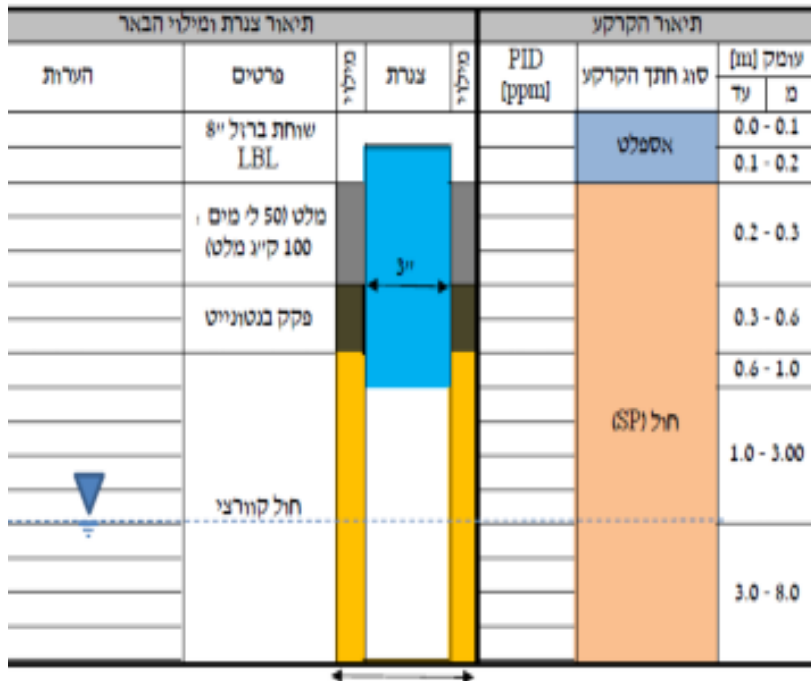 תיאור הקרקע
תיאור צנרת ומילוי הבאר
עומק [m]
מ
עד
סוג חתך הקרקע
PID
[ppm]
מילוי
צנרת
מילוי
פרטים
הערות
0.0 - 0.1
0.1 - 0.2
0.2 - 0.3
0.3 - 0.6
0.6 - 1.0
1.0 - 3.00
3.0 - 8.0
אספלט
חול (SP)
3"
שוחת ברזל 8"
LBL
מלט (50 ל' מים ו
100 ק"ג מלט)
פקק בנטונייט
חול קוורצי